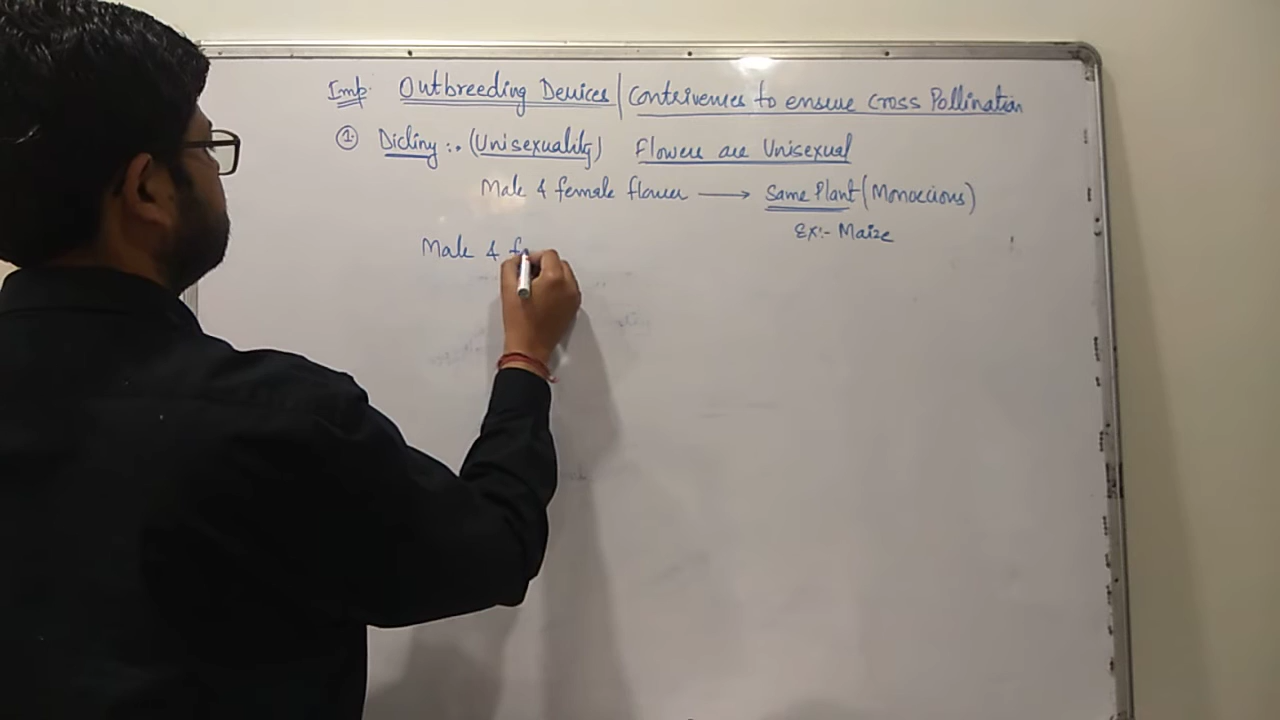 Imp. Outbreeding Devices / Contrivences to ensure Cross Pollination
① Dicliny :. (Unisexuality) Flowers are Unisexual
Male & female flower → Same Plant (Monoecious)
Ex:- Maize
Male & f